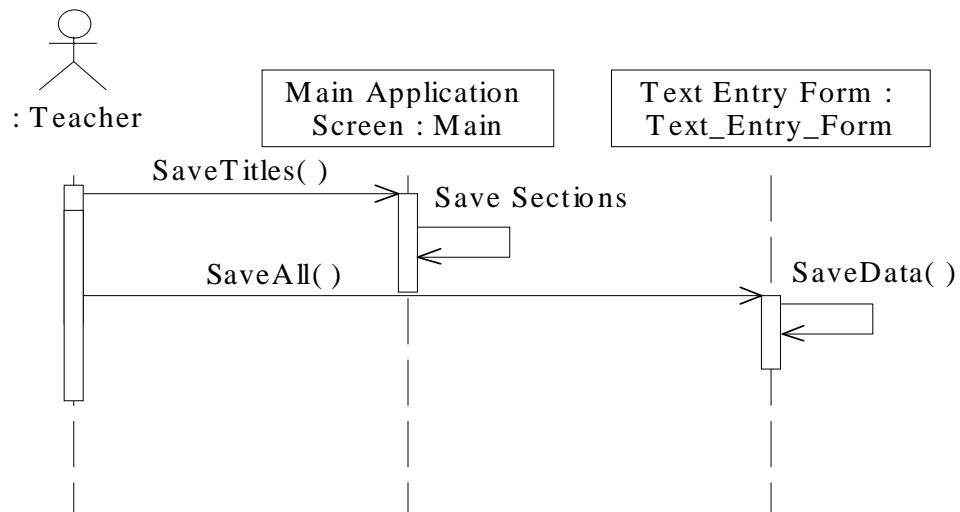 : Teacher
Main Application
Screen : Main
Text Entry Form :
Text_Entry_Form
SaveTitles( )
Save Sections
SaveAll( )
SaveData( )